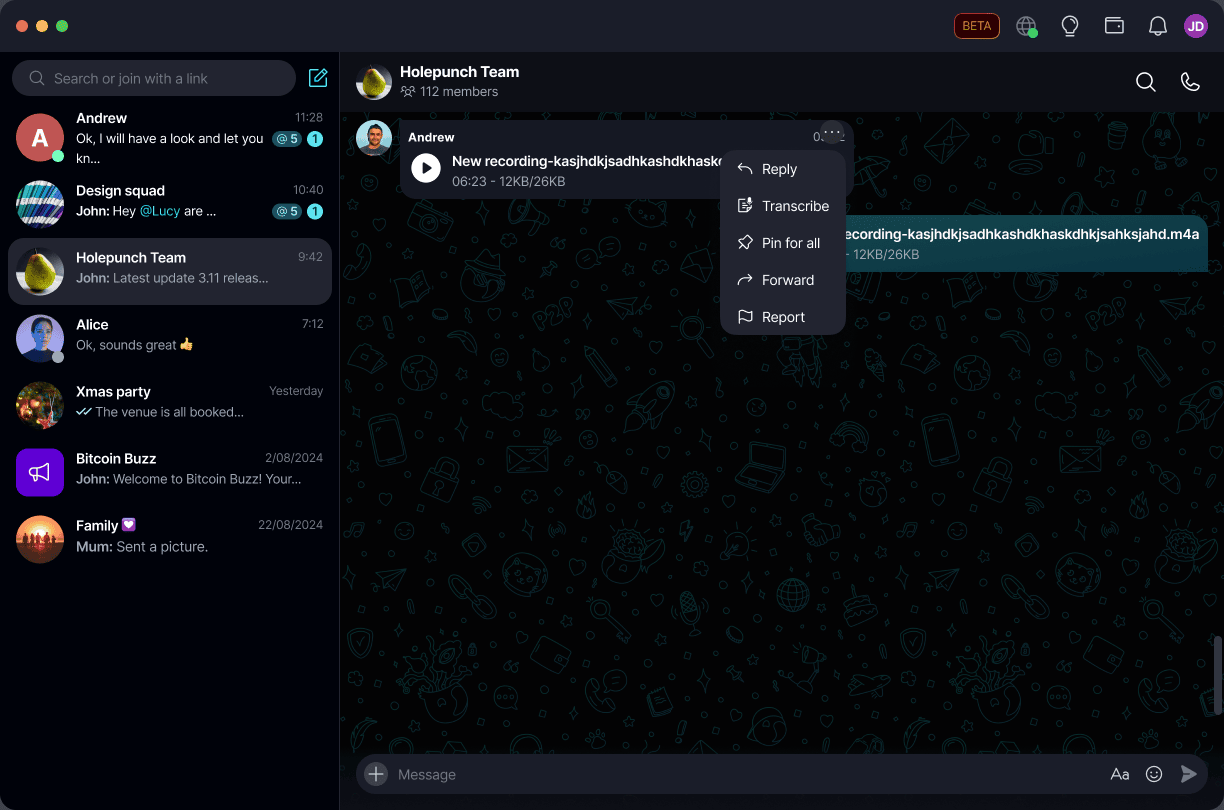 BETA
JD
Search or join with a link
Andrew
11:28
Ok, I will have a look and let you
kn...
@ 5
1
A
Design squad
10:40
John: Hey @Lucy are ...
@ 5
1
Holepunch Team
9:42
John: Latest update 3.11 releas...
Alice
7:12
Ok, sounds great 👍
Xmas party
Yesterday
The venue is all booked...
Bitcoin Buzz
2/08/2024
John: Welcome to Bitcoin Buzz! Your...
Family 💟
22/08/2024
Mum: Sent a picture.
Holepunch Team
112 members
Andrew
New recording-kasjhdkjsadhkashdkhaskd
06:23 - 12KB/26KB
Reply
Transcribe
Pin for all
Forward
Report
ecording-kasjhdkjsadhkashdkhaskdhkjsahksjahd.m4a
- 12KB/26KB
Message
Aa